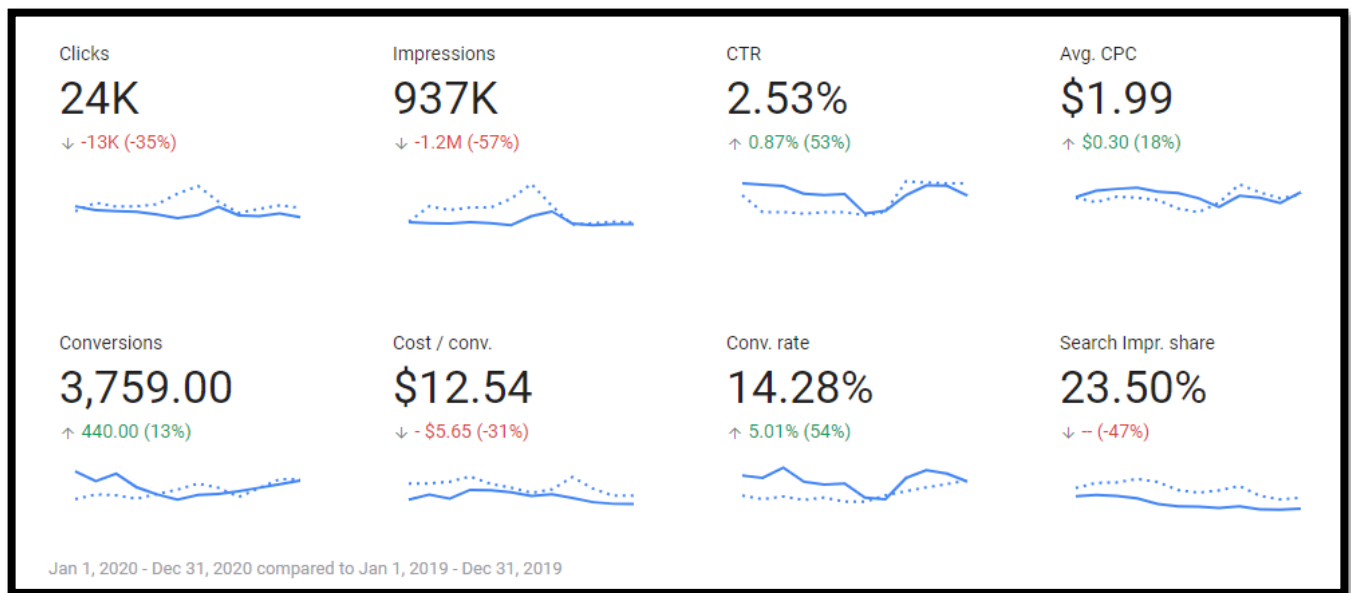 Clicks
24K
↓ -13K (-35%)
Impressions
937K
↓ -1.2M (-57%)
CTR
2.53%
↑ 0.87% (53%)
Avg. CPC
$1.99
↑ $0.30 (18%)
Conversions
3,759.00
↑ 440.00 (13%)
Cost / conv.
$12.54
↓ - $5.65 (-31%)
Conv. rate
14.28%
↑ 5.01% (54%)
Search Impr. share
23.50%
↓ -- (-47%)
Jan 1, 2020 - Dec 31, 2020 compared to Jan 1, 2019 - Dec 31, 2019